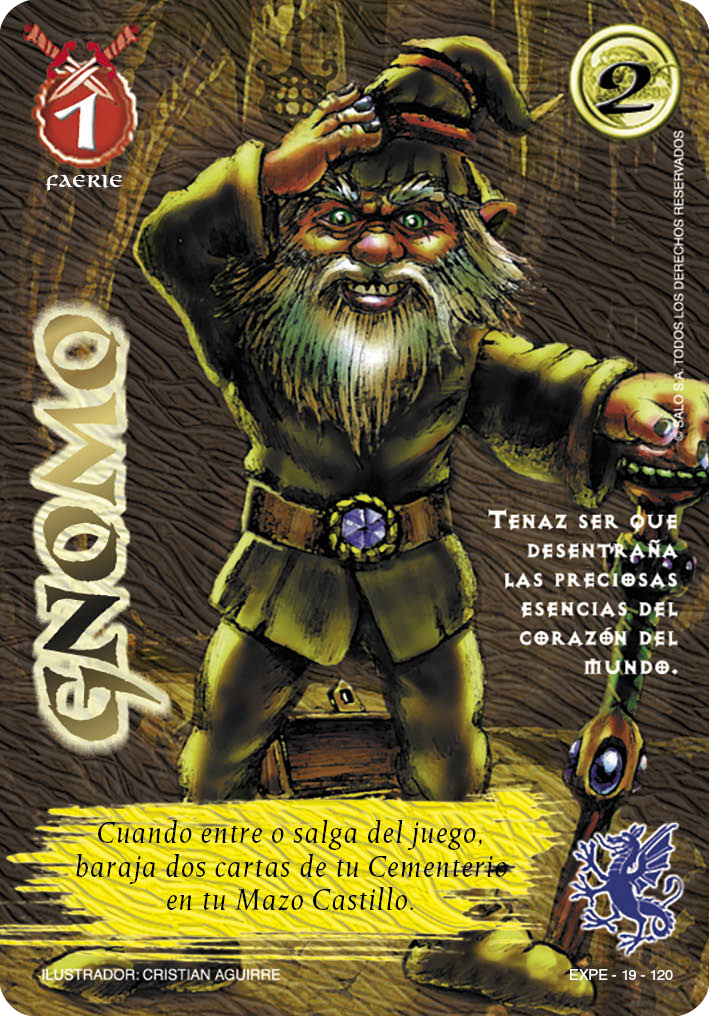 1
FAERIE
2
© SALO S.A. TODOS LOS DERECHOS RESERVADOS
GNOMO
TENAZ SER QUE
DESENTRAÑA
LAS PRECIOSAS
ESENCIAS DEL
CORAZÓN DEL
MUNDO.
Cuando entre o salga del juego,
baraja dos cartas de tu Cementerio
en tu Mazo Castillo.
ILUSTRADOR: CRISTIAN AGUIRRE
EXPE - 19 - 120